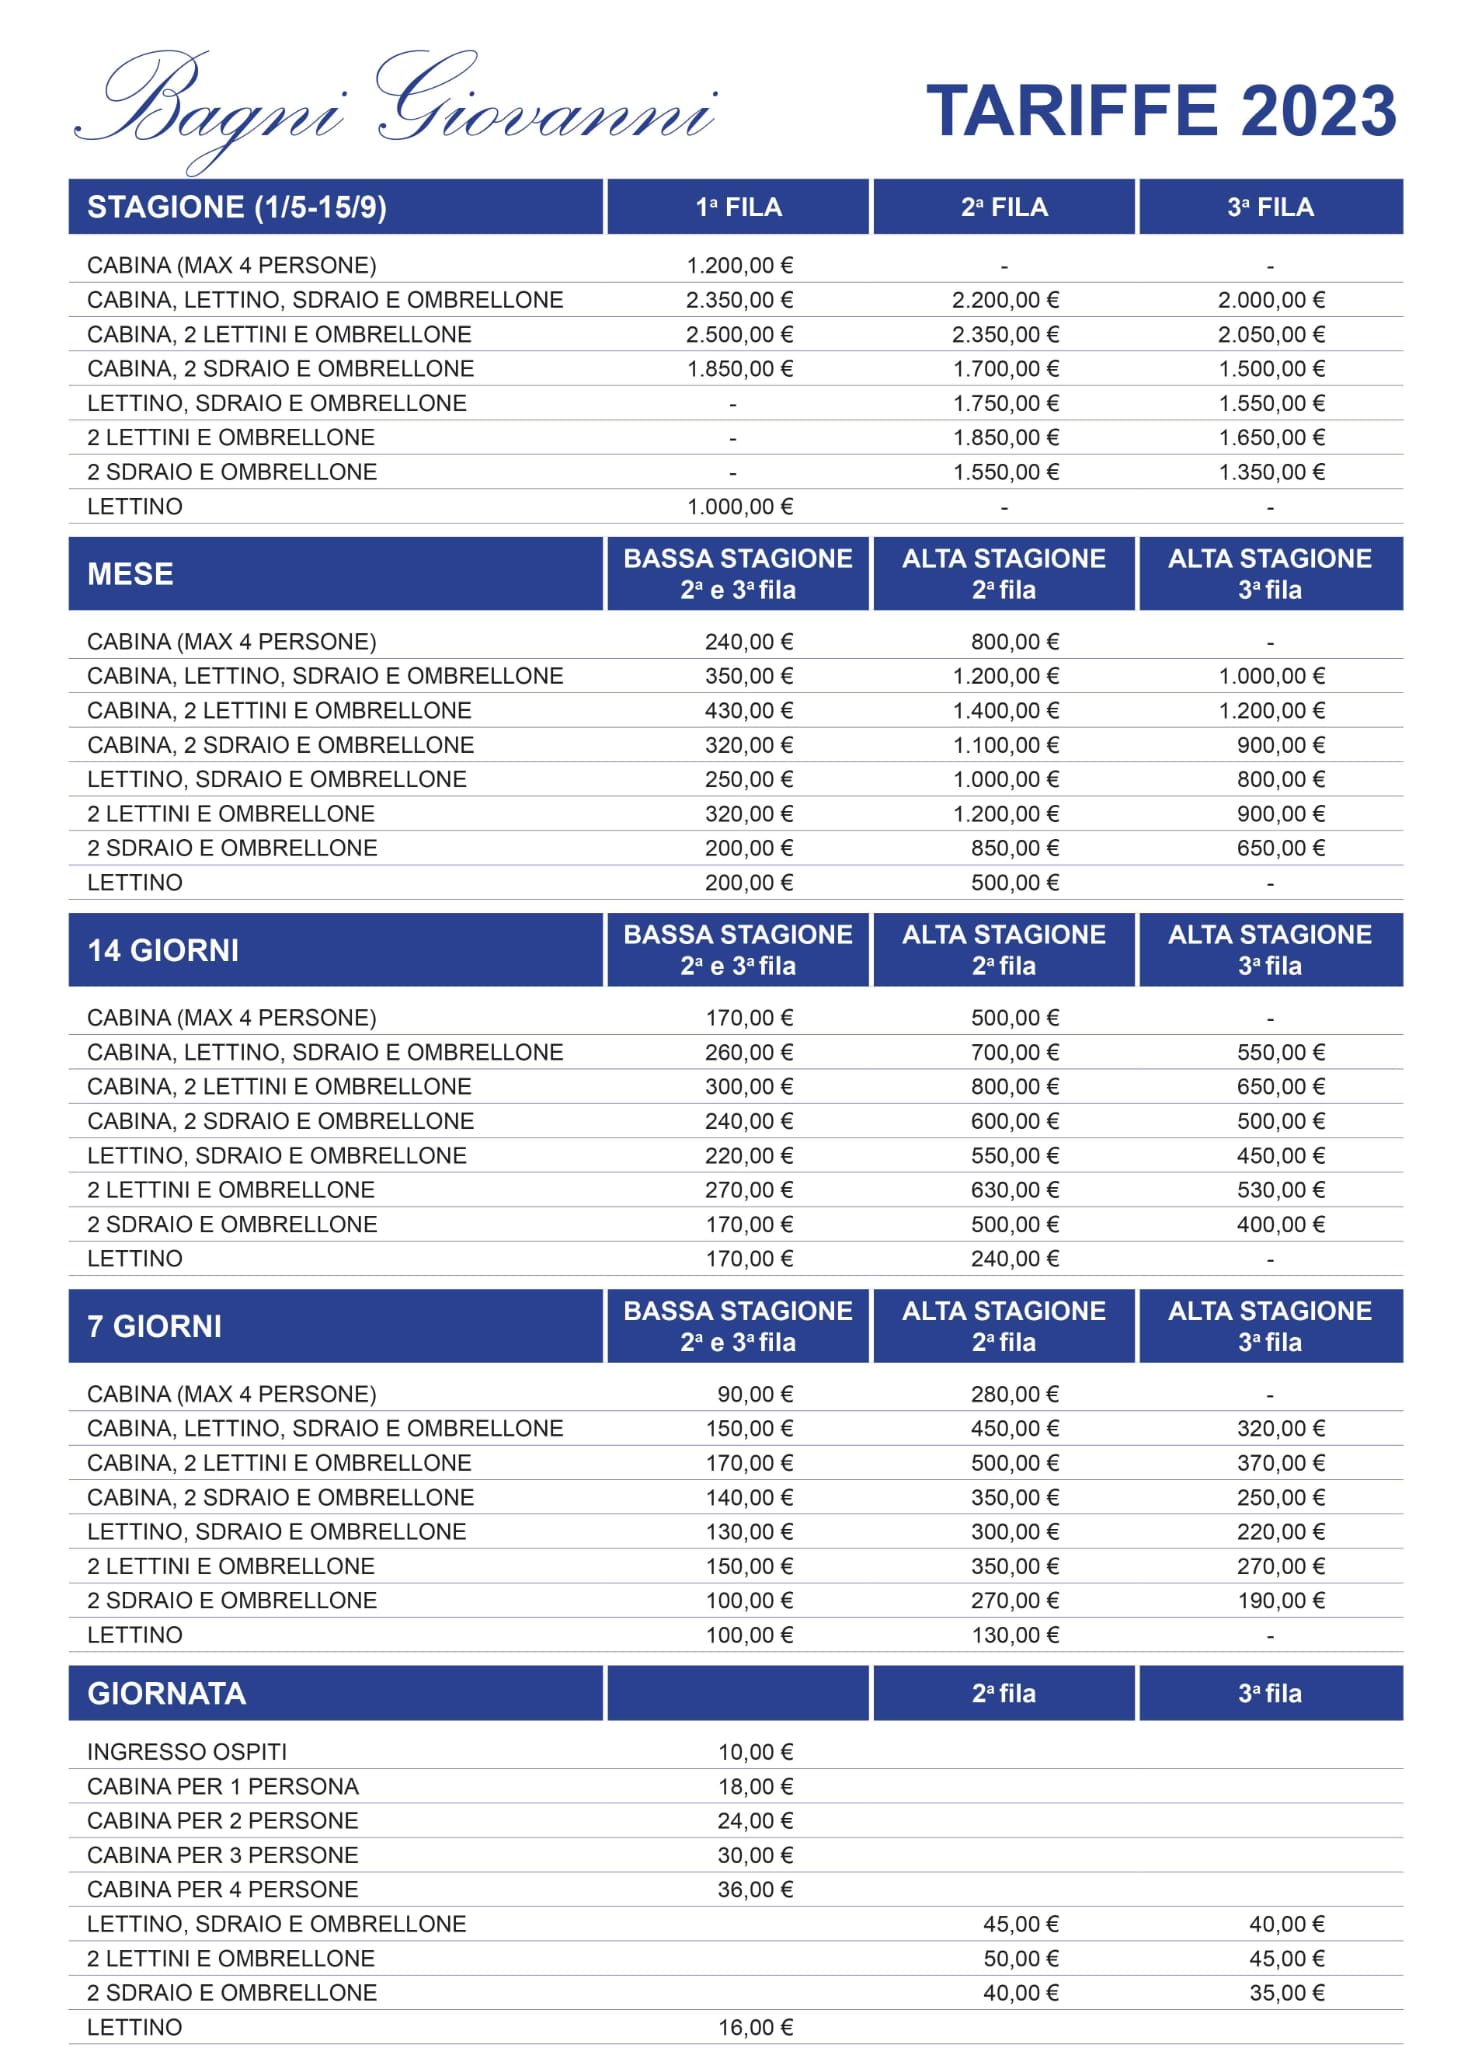 Bagni Giovanni TARIFFE 2023
STAGIONE (1/5-15/9) 1ª FILA 2ª FILA 3ª FILA
CABINA (MAX 4 PERSONE) 1.200,00 € - -
CABINA, LETTINO, SDRAIO E OMBRELLONE 2.350,00 € 2.200,00 € 2.000,00 €
CABINA, 2 LETTINI E OMBRELLONE 2.500,00 € 2.350,00 € 2.050,00 €
CABINA, 2 SDRAIO E OMBRELLONE 1.850,00 € 1.700,00 € 1.500,00 €
LETTINO, SDRAIO E OMBRELLONE - 1.750,00 € 1.550,00 €
2 LETTINI E OMBRELLONE - 1.850,00 € 1.650,00 €
2 SDRAIO E OMBRELLONE - 1.550,00 € 1.350,00 €
LETTINO 1.000,00 € - -
MESE BASSA STAGIONE ALTA STAGIONE ALTA STAGIONE
2ª e 3ª fila 2ª fila 3ª fila
CABINA (MAX 4 PERSONE) 240,00 € 800,00 € -
CABINA, LETTINO, SDRAIO E OMBRELLONE 350,00 € 1.200,00 € 1.000,00 €
CABINA, 2 LETTINI E OMBRELLONE 430,00 € 1.400,00 € 1.200,00 €
CABINA, 2 SDRAIO E OMBRELLONE 320,00 € 1.100,00 € 900,00 €
LETTINO, SDRAIO E OMBRELLONE 250,00 € 1.000,00 € 800,00 €
2 LETTINI E OMBRELLONE 320,00 € 1.200,00 € 900,00 €
2 SDRAIO E OMBRELLONE 200,00 € 850,00 € 650,00 €
LETTINO 200,00 € 500,00 € -
14 GIORNI BASSA STAGIONE ALTA STAGIONE ALTA STAGIONE
2ª e 3ª fila 2ª fila 3ª fila
CABINA (MAX 4 PERSONE) 170,00 € 500,00 € -
CABINA, LETTINO, SDRAIO E OMBRELLONE 260,00 € 700,00 € 550,00 €
CABINA, 2 LETTINI E OMBRELLONE 300,00 € 800,00 € 650,00 €
CABINA, 2 SDRAIO E OMBRELLONE 240,00 € 600,00 € 500,00 €
LETTINO, SDRAIO E OMBRELLONE 220,00 € 550,00 € 450,00 €
2 LETTINI E OMBRELLONE 270,00 € 630,00 € 530,00 €
2 SDRAIO E OMBRELLONE 170,00 € 500,00 € 400,00 €
LETTINO 170,00 € 240,00 € -
7 GIORNI BASSA STAGIONE ALTA STAGIONE ALTA STAGIONE
2ª e 3ª fila 2ª fila 3ª fila
CABINA (MAX 4 PERSONE) 90,00 € 280,00 € -
CABINA, LETTINO, SDRAIO E OMBRELLONE 150,00 € 450,00 € 320,00 €
CABINA, 2 LETTINI E OMBRELLONE 170,00 € 500,00 € 370,00 €
CABINA, 2 SDRAIO E OMBRELLONE 140,00 € 350,00 € 250,00 €
LETTINO, SDRAIO E OMBRELLONE 130,00 € 300,00 € 220,00 €
2 LETTINI E OMBRELLONE 150,00 € 350,00 € 270,00 €
2 SDRAIO E OMBRELLONE 100,00 € 270,00 € 190,00 €
LETTINO 100,00 € 130,00 € -
GIORNATA 2ª fila 3ª fila
INGRESSO OSPITI 10,00 €
CABINA PER 1 PERSONA 18,00 €
CABINA PER 2 PERSONE 24,00 €
CABINA PER 3 PERSONE 30,00 €
CABINA PER 4 PERSONE 36,00 €
LETTINO, SDRAIO E OMBRELLONE 45,00 € 40,00 €
2 LETTINI E OMBRELLONE 50,00 € 45,00 €
2 SDRAIO E OMBRELLONE 40,00 € 35,00 €
LETTINO 16,00 €